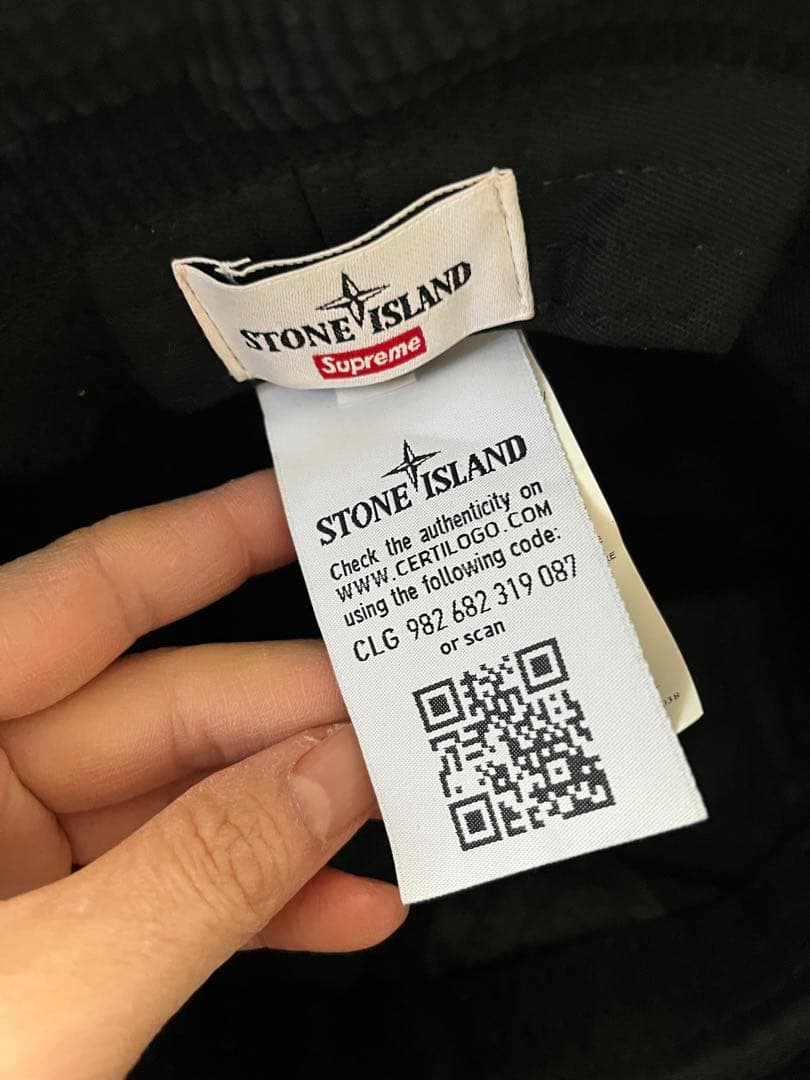 STONE ISLAND
Supreme
STONE ISLAND
Check the authenticity on
WWW.CERTILOGO.COM
using the following code:
CLG 982 682 319 087
or scan